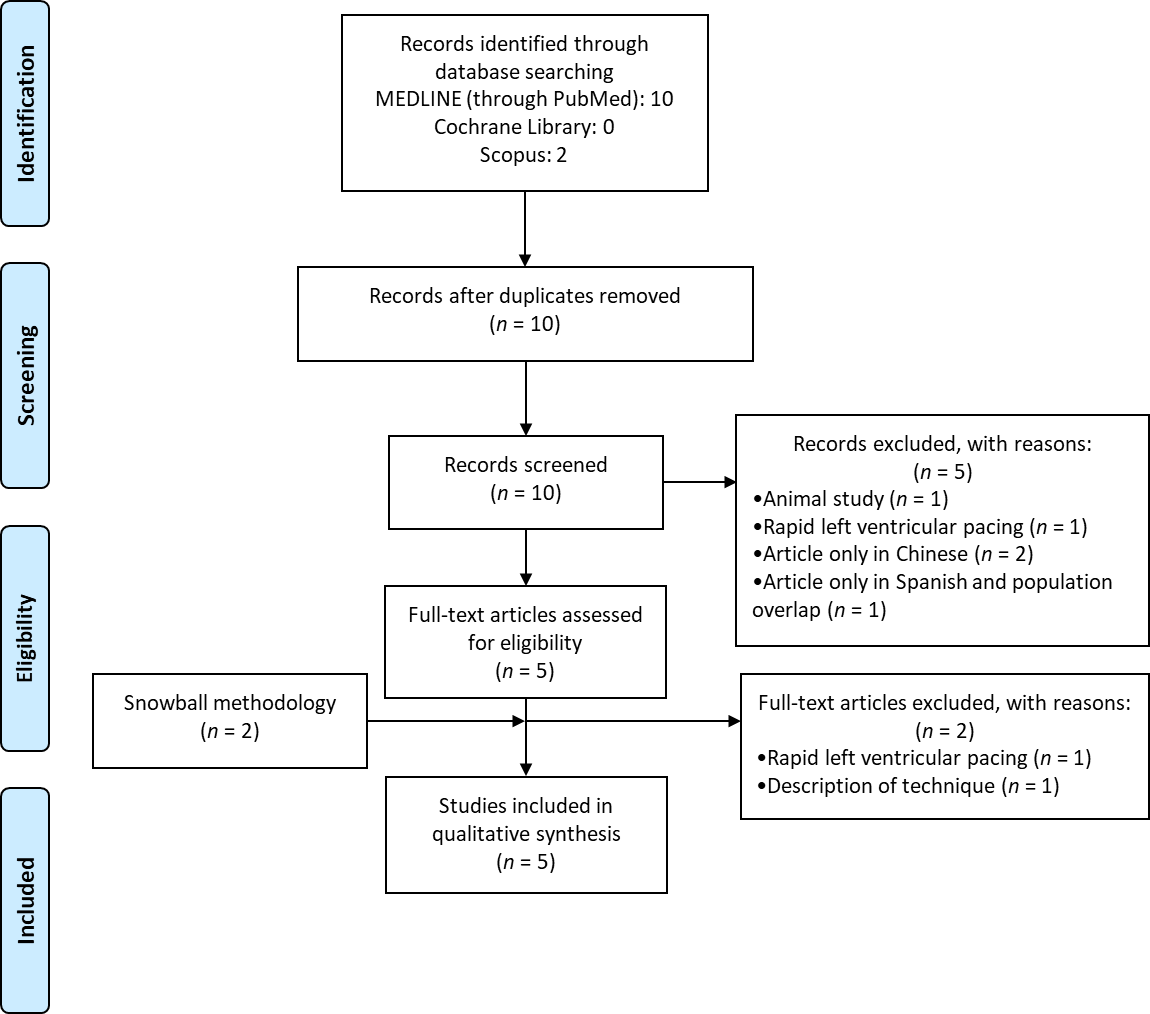 Identification
Records identified through
database searching
MEDLINE (through PubMed): 10
Cochrane Library: 0
Scopus: 2
Screening
Records after duplicates removed
(n = 10)
Records screened
(n = 10)
Records excluded, with reasons:
(n = 5)
•Animal study (n = 1)
•Rapid left ventricular pacing (n = 1)
•Article only in Chinese (n = 2)
•Article only in Spanish and population
overlap (n = 1)
Eligibility
Full-text articles assessed
for eligibility
(n = 5)
Snowball methodology
(n = 2)
Full-text articles excluded, with reasons:
(n = 2)
•Rapid left ventricular pacing (n = 1)
•Description of technique (n = 1)
Included
Studies included in
qualitative synthesis
(n = 5)